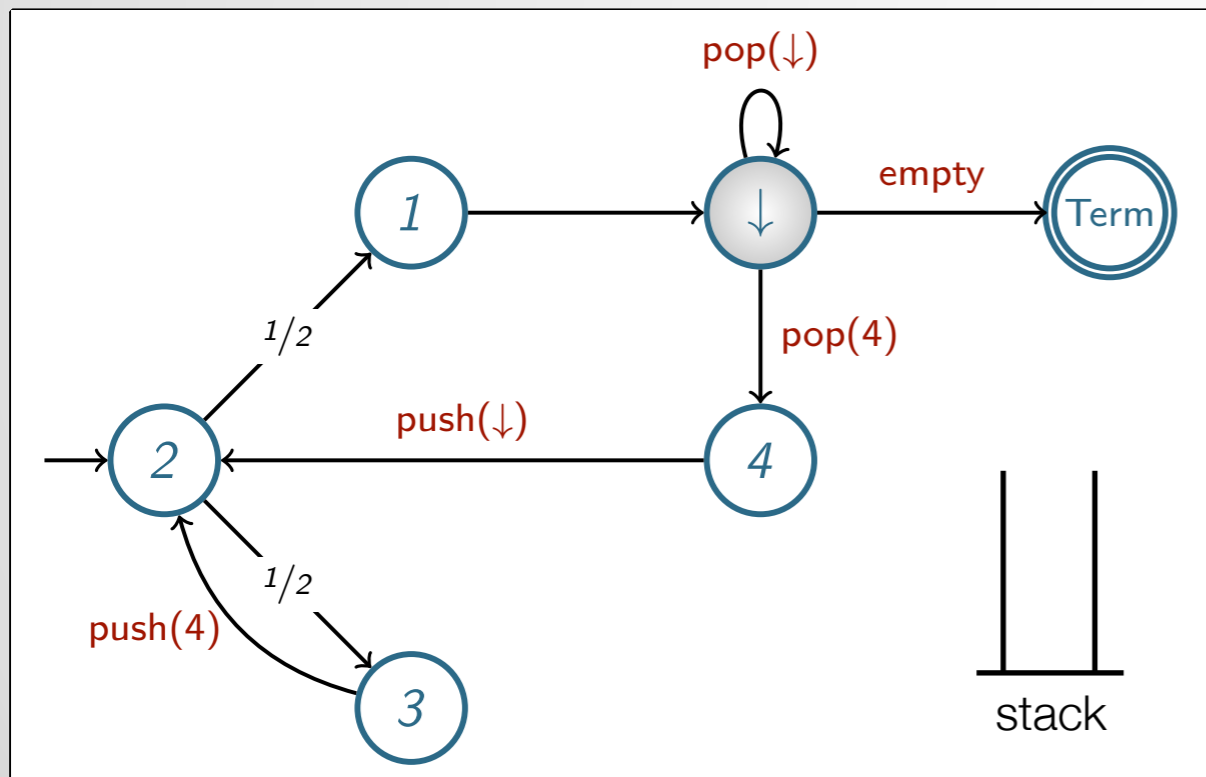 pop(↓)
1
↓
empty
Term
1/2
pop(4)
push(↓)
2
4
1/2
push(4)
3
stack